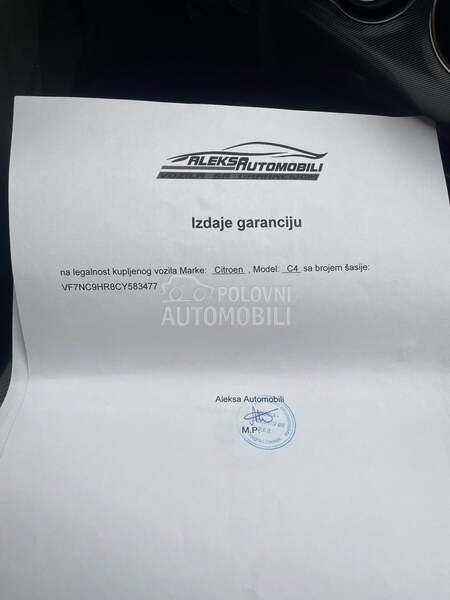 ALEKSAUTOMOBILI
Izdaje garanciju
na legalnost kupljenog vozila Marke: Citroen , Model: C4 sa brojem šasije:
VF7NC9HR8CY583477
POLOVNI
AUTOMOBILI
Aleksa Automobili
M.P.